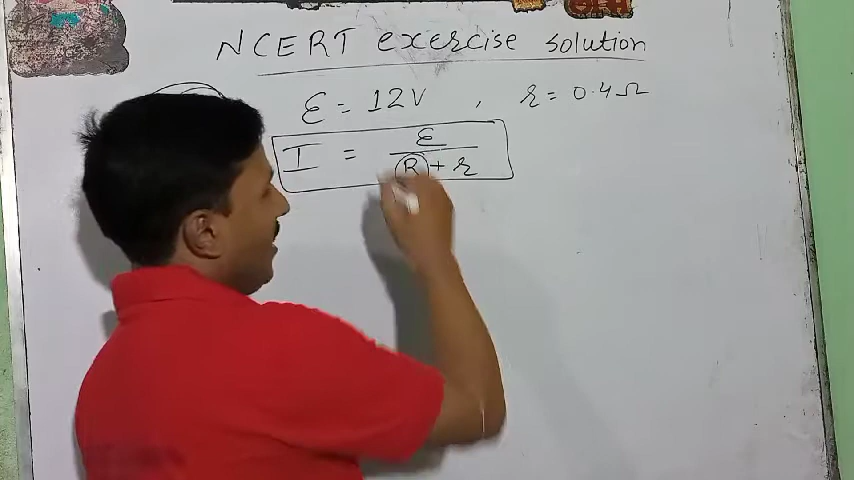 NCERT exercise solution
ε = 12V , r = 0.4Ω
I = ε / R + r